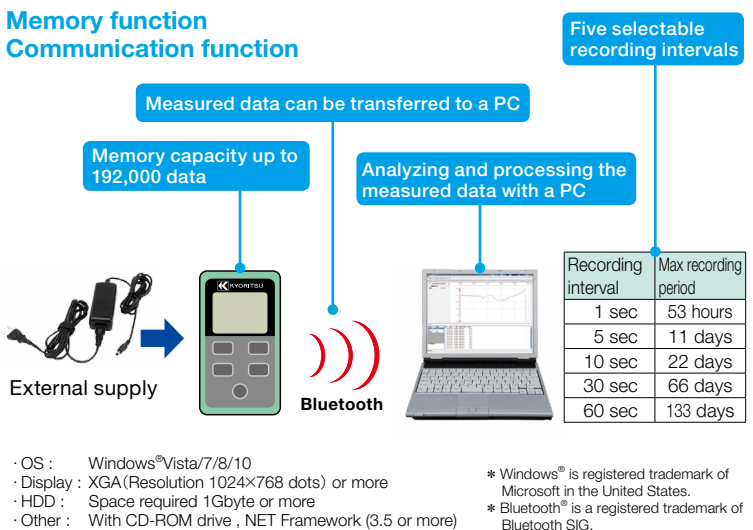 Memory function
Communication function
Five selectable
recording intervals
Measured data can be transferred to a PC
Memory capacity up to
192,000 data
Analyzing and processing the
measured data with a PC
KYORITSU
External supply
Bluetooth
Recording interval Max recording period
1 sec 53 hours
5 sec 11 days
10 sec 22 days
30 sec 66 days
60 sec 133 days
· OS : Windows®Vista/7/8/10
· Display : XGA(Resolution 1024×768 dots) or more
· HDD : Space required 1Gbyte or more
· Other : With CD-ROM drive , NET Framework (3.5 or more)
* Windows® is registered trademark of
Microsoft in the United States.
* Bluetooth® is a registered trademark of
Bluetooth SIG.